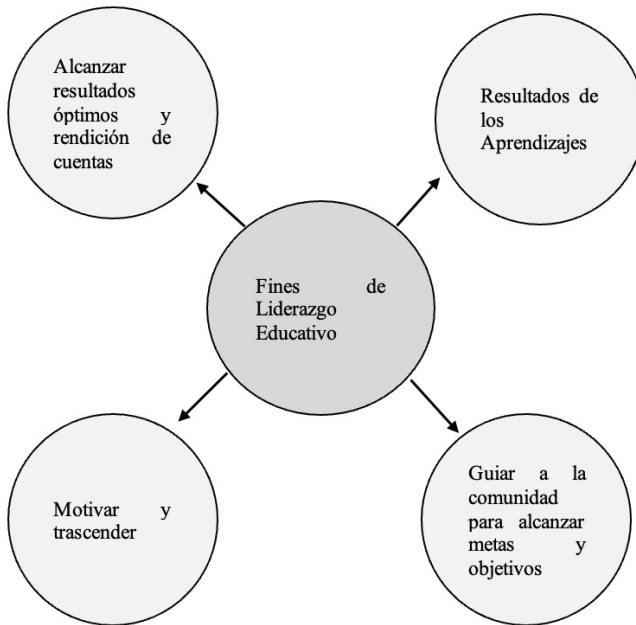 Alcanzar
resultados
óptimos y
rendición de
cuentas
Resultados de
los
Aprendizajes
Fines de
Liderazgo
Educativo
Motivar y
trascender
Guiar a la
comunidad
para alcanzar
metas y
objetivos